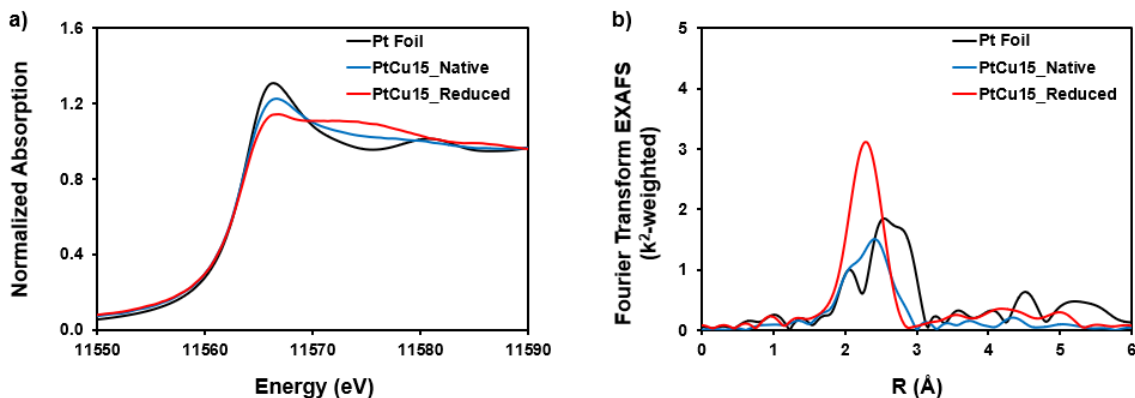 a)
1.6
1.2
0.8
0.4
0.0
Normalized Absorption
Pt Foil
PtCu15_Native
PtCu15_Reduced
11550
11560
11570
11580
11590
Energy (eV)
b)
5
4
3
2
1
0
Fourier Transform EXAFS
(k²-weighted)
Pt Foil
PtCu15_Native
PtCu15_Reduced
0
1
2
3
4
5
6
R (Å)